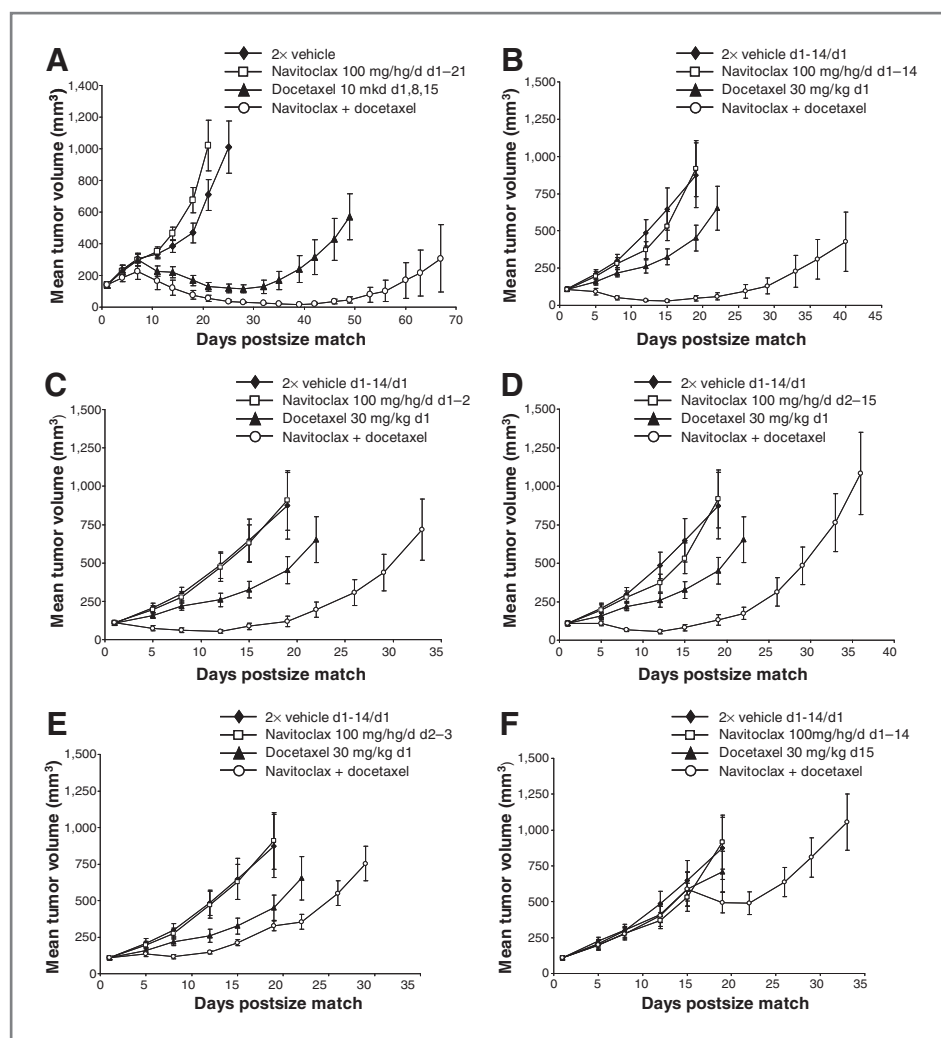 A
2× vehicle
Navitoclax 100 mg/hg/d d1–21
Docetaxel 10 mkd d1,8,15
Navitoclax + docetaxel
Mean tumor volume (mm³)
1,400
1,200
1,000
800
600
400
200
0
0 10 20 30 40 50 60 70
Days postsize match
B
2× vehicle d1-14/d1
Navitoclax 100 mg/hg/d d1–14
Docetaxel 30 mg/kg d1
Navitoclax + docetaxel
Mean tumor volume (mm³)
1,500
1,000
750
500
250
0
0 5 10 15 20 25 30 35 40 45
Days postsize match
C
2× vehicle d1-14/d1
Navitoclax 100 mg/hg/d d1–2
Docetaxel 30 mg/kg d1
Navitoclax + docetaxel
Mean tumor volume (mm³)
1,500
1,000
750
500
250
0
0 5 10 15 20 25 30 35
Days postsize match
D
2× vehicle d1-14/d1
Navitoclax 100 mg/hg/d d2–15
Docetaxel 30 mg/kg d1
Navitoclax + docetaxel
Mean tumor volume (mm³)
1,500
1,000
750
500
250
0
0 5 10 15 20 25 30 35 40
Days postsize match
E
2× vehicle d1-14/d1
Navitoclax 100 mg/hg/d d2–3
Docetaxel 30 mg/kg d1
Navitoclax + docetaxel
Mean tumor volume (mm³)
1,500
1,000
750
500
250
0
0 5 10 15 20 25 30 35
Days postsize match
F
2× vehicle d1-14/d1
Navitoclax 100mg/hg/d d1–14
Docetaxel 30 mg/kg d15
Navitoclax + docetaxel
Mean tumor volume (mm³)
1,500
1,000
750
500
250
0
0 5 10 15 20 25 30 35
Days postsize match